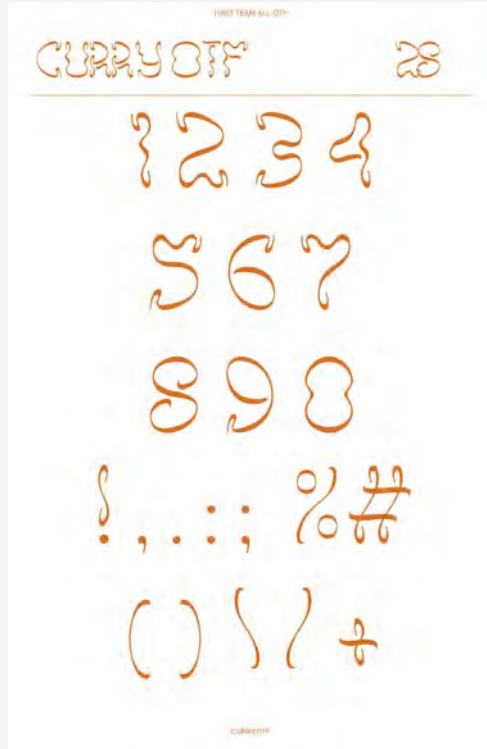 FIRST TEAM ALL-OTF
CURRY OTF 28
1 2 3 4
5 6 7
8 9 0
! , . : ; % #
( ) \ / +
CURRYOTF